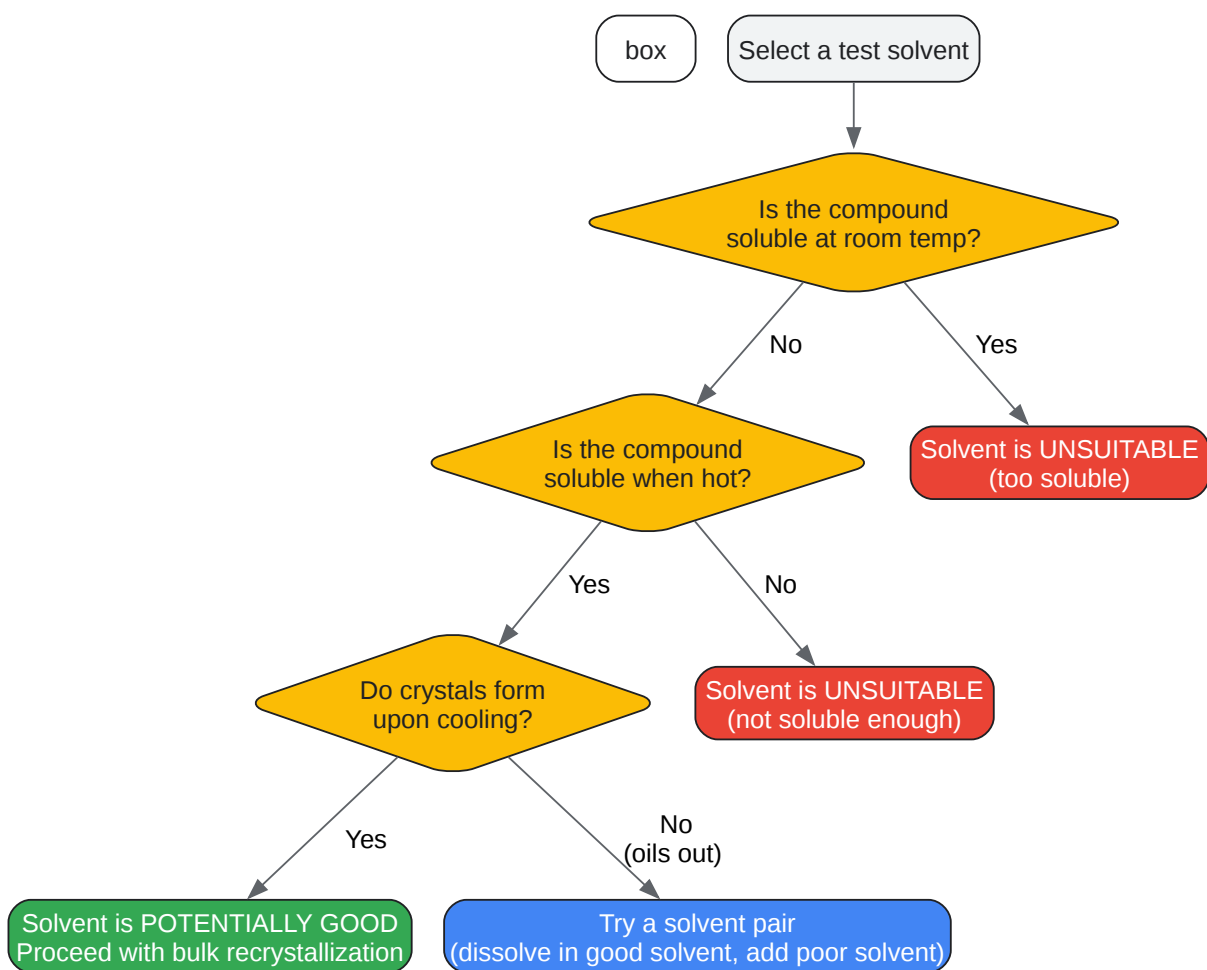 box
Select a test solvent
Is the compound
soluble at room temp?
No
Yes
Is the compound
soluble when hot?
Solvent is UNSUITABLE
(too soluble)
Yes
No
Do crystals form
upon cooling?
Solvent is UNSUITABLE
(not soluble enough)
Yes
No
(oils out)
Solvent is POTENTIALLY GOOD
Proceed with bulk recrystallization
Try a solvent pair
(dissolve in good solvent, add poor solvent)